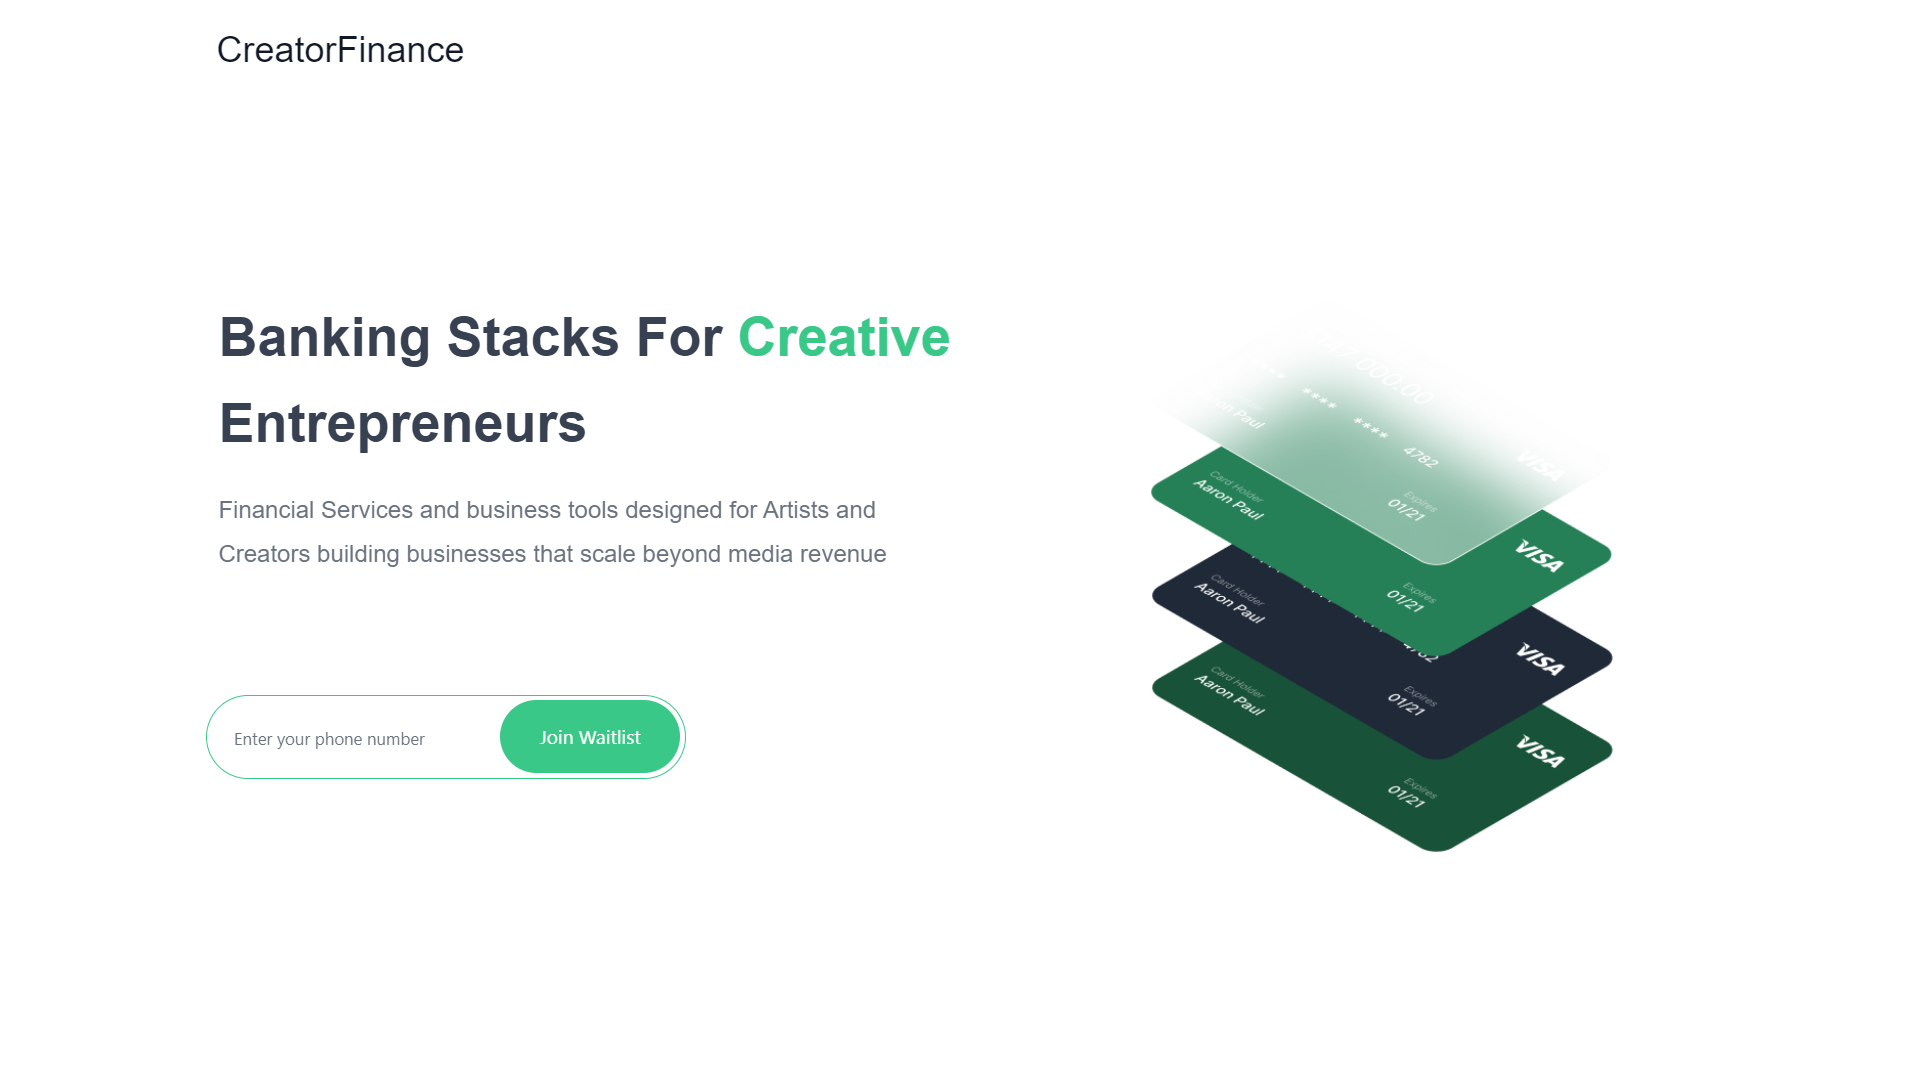 CreatorFinance
Banking Stacks For Creative
Entrepreneurs
Financial Services and business tools designed for Artists and
Creators building businesses that scale beyond media revenue
Enter your phone number
Join Waitlist
000.00
**** **** **** 4782
Aaron Paul
Expires
01/21
VISA
Card Holder
Aaron Paul
Expires
01/21
VISA
Card Holder
Aaron Paul
Expires
01/21
VISA
Card Holder
Aaron Paul
Expires
01/21
VISA